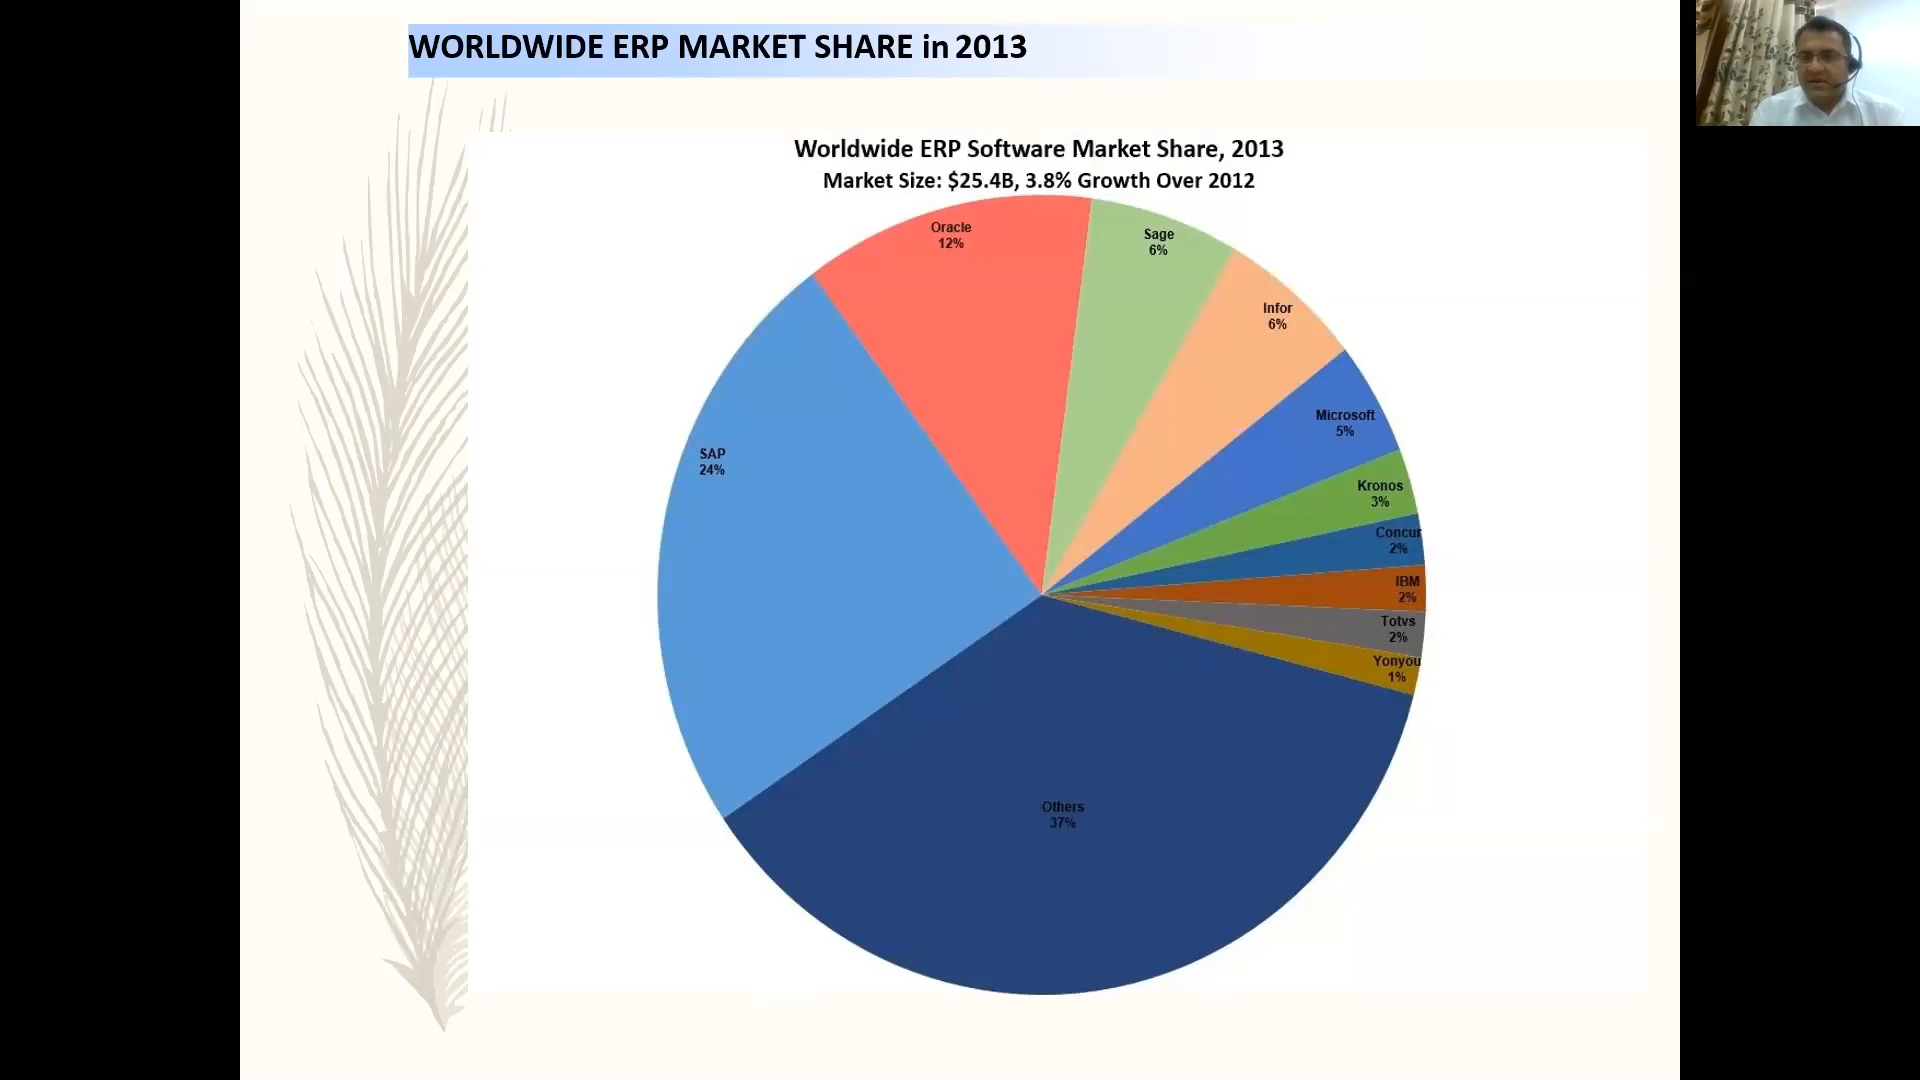 WORLDWIDE ERP MARKET SHARE in 2013
Worldwide ERP Software Market Share, 2013
Market Size: $25.4B, 3.8% Growth Over 2012
Oracle
12%
Sage
6%
Infor
6%
Microsoft
5%
SAP
24%
Kronos
3%
Concur
2%
IBM
2%
Totvs
2%
Yonyou
1%
Others
37%